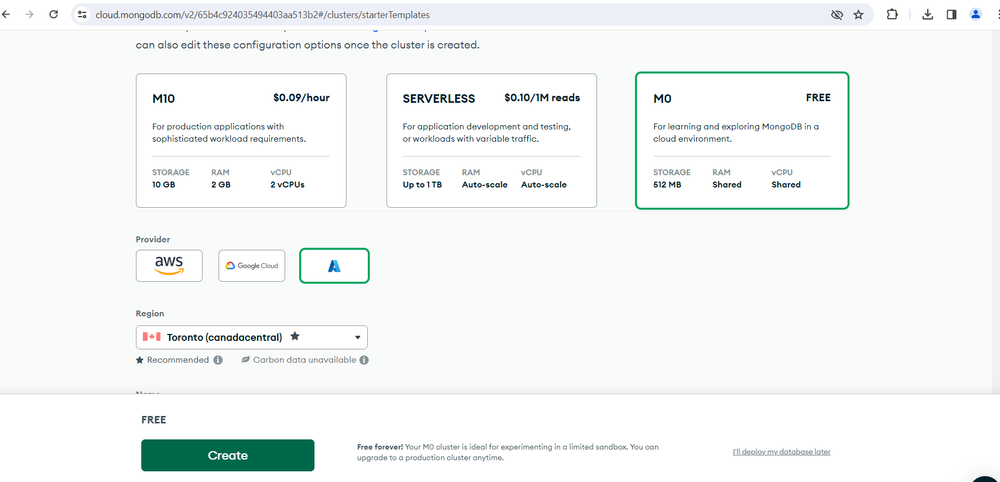 cloud.mongodb.com/v2/65b4c924035494403aa513b2#/clusters/starterTemplates
can also edit these configuration options once the cluster is created.
M10 $0.09/hour
For production applications with
sophisticated workload requirements.
STORAGE RAM vCPU
10 GB 2 GB 2 vCPUs
SERVERLESS $0.10/1M reads
For application development and testing,
or workloads with variable traffic.
STORAGE RAM vCPU
Up to 1 TB Auto-scale Auto-scale
M0 FREE
For learning and exploring MongoDB in a
cloud environment.
STORAGE RAM vCPU
512 MB Shared Shared
Provider
aws Google Cloud
Region
Toronto (canadacentral)
Recommended Carbon data unavailable
Name
FREE
Create
Free forever! Your M0 cluster is ideal for experimenting in a limited sandbox. You can
upgrade to a production cluster anytime.
I'll deploy my database later